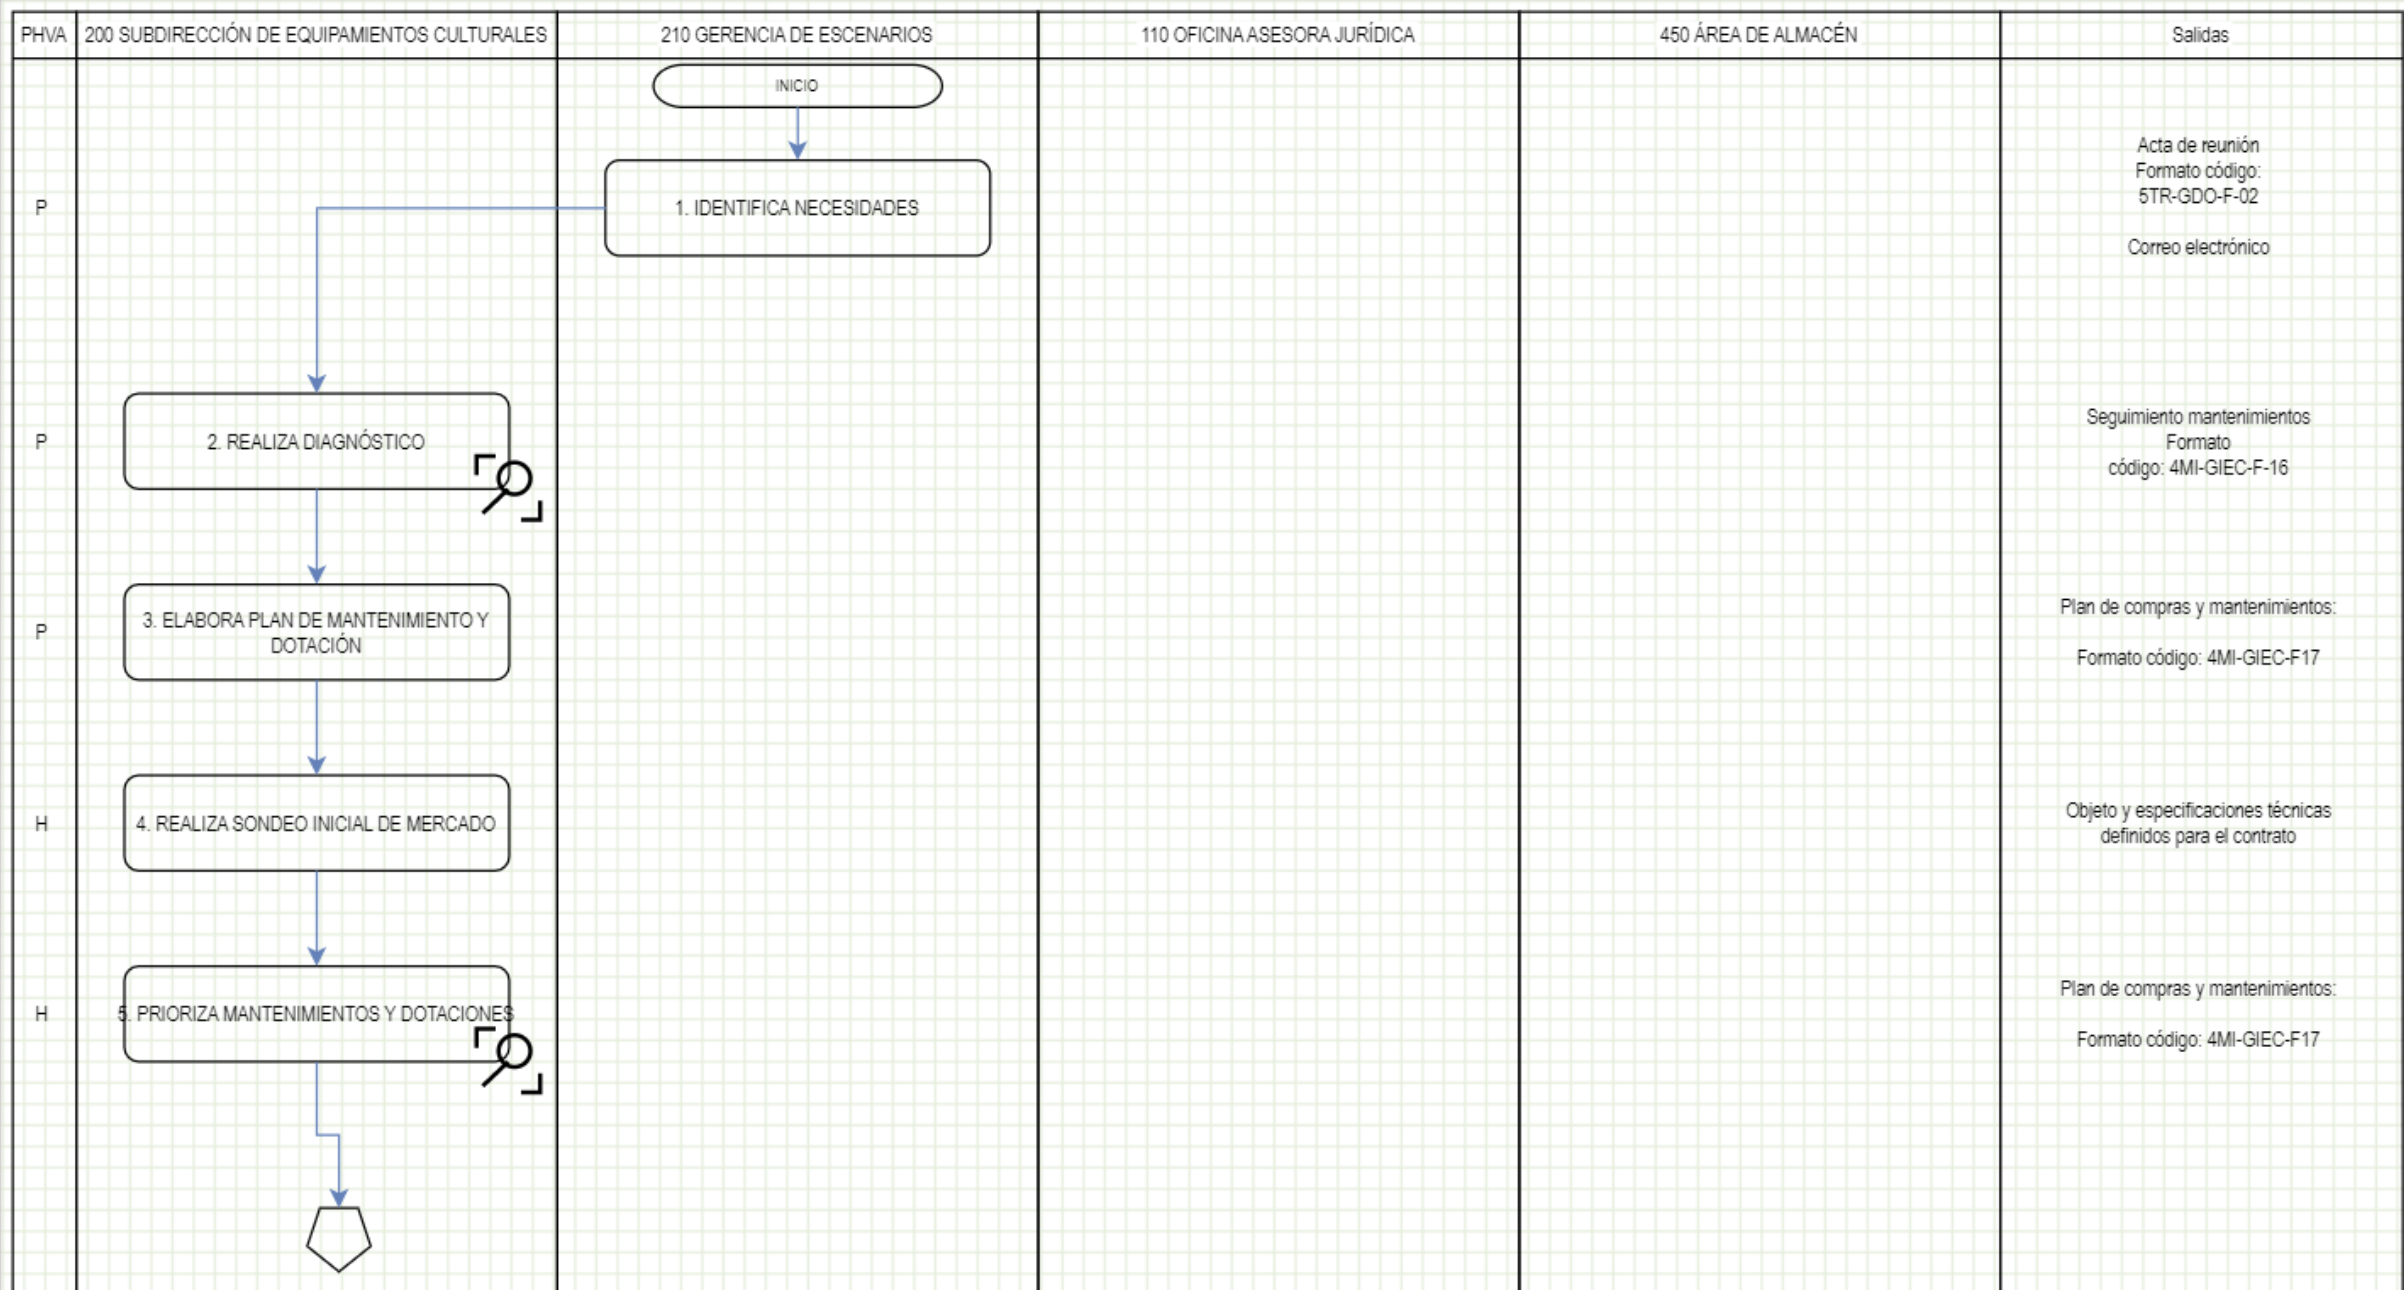 PHVA
200 SUBDIRECCIÓN DE EQUIPAMIENTOS CULTURALES
210 GERENCIA DE ESCENARIOS
110 OFICINA ASESORA JURÍDICA
450 ÁREA DE ALMACÉN
Salidas
INICIO
P
1. IDENTIFICA NECESIDADES
Acta de reunión
Formato código:
5TR-GDO-F-02
Correo electrónico
P
2. REALIZA DIAGNÓSTICO
Seguimiento mantenimientos
Formato
código: 4MI-GIEC-F-16
P
3. ELABORA PLAN DE MANTENIMIENTO Y
DOTACIÓN
Plan de compras y mantenimientos:
Formato código: 4MI-GIEC-F17
H
4. REALIZA SONDEO INICIAL DE MERCADO
Objeto y especificaciones técnicas
definidos para el contrato
H
5. PRIORIZA MANTENIMIENTOS Y DOTACIONES
Plan de compras y mantenimientos:
Formato código: 4MI-GIEC-F17